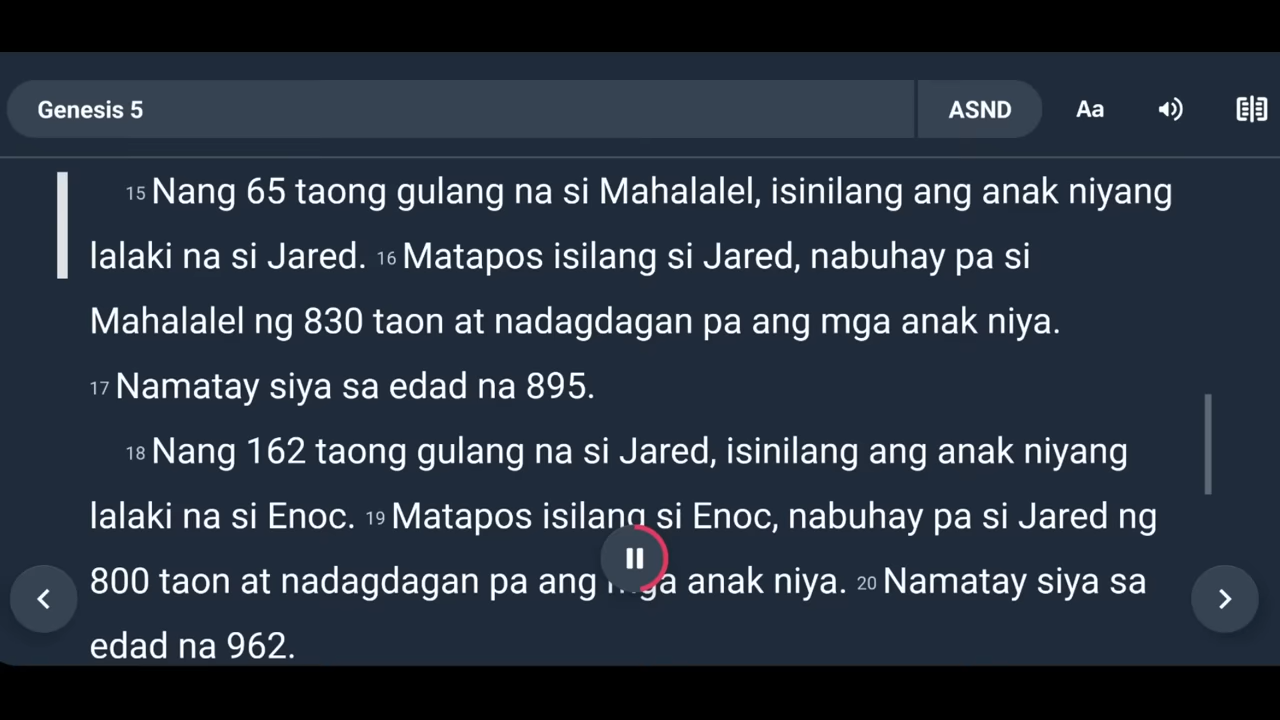 Genesis 5 ASND Aa
15 Nang 65 taong gulang na si Mahalalel, isinilang ang anak niyang
lalaki na si Jared. 16 Matapos isilang si Jared, nabuhay pa si
Mahalalel ng 830 taon at nadagdagan pa ang mga anak niya.
17 Namatay siya sa edad na 895.
18 Nang 162 taong gulang na si Jared, isinilang ang anak niyang
lalaki na si Enoc. 19 Matapos isilang si Enoc, nabuhay pa si Jared ng
800 taon at nadagdagan pa ang mga anak niya. 20 Namatay siya sa
edad na 962.